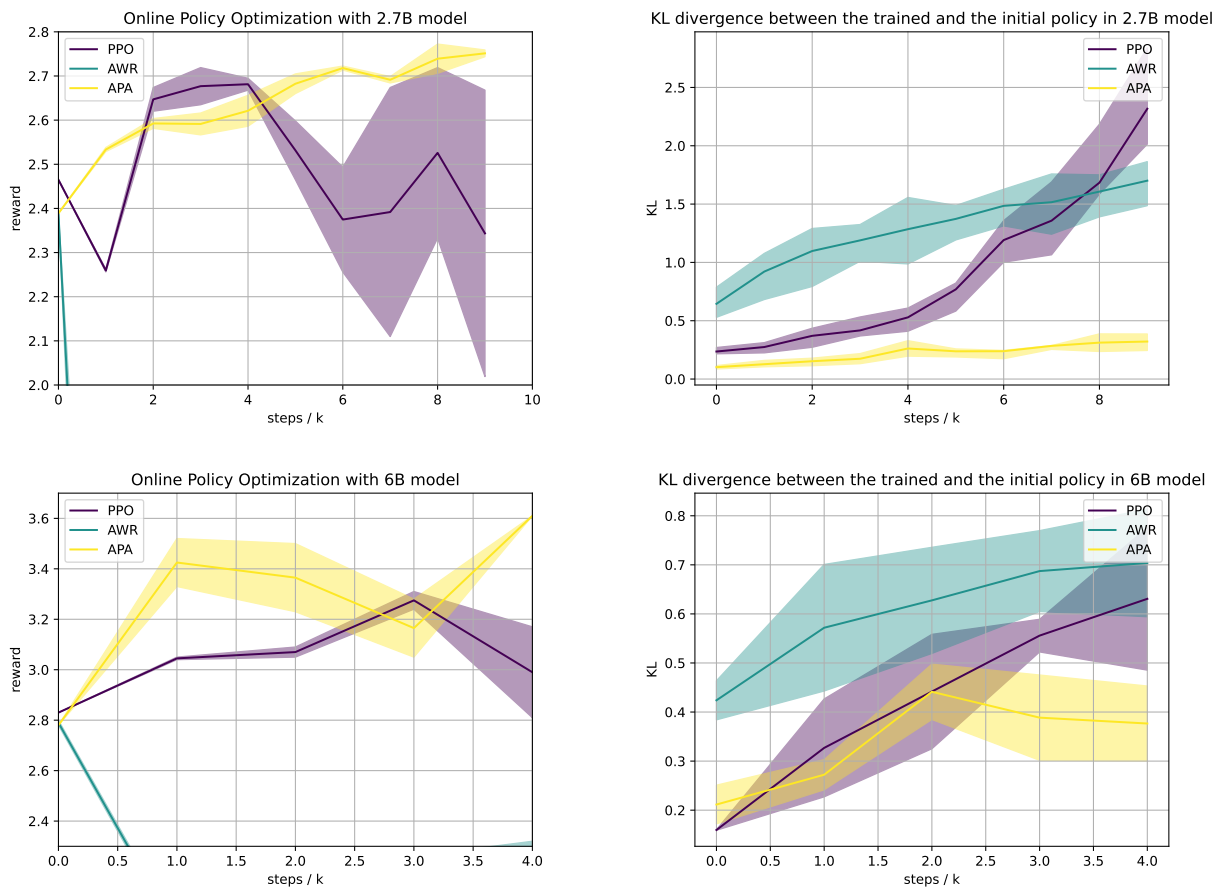 Online Policy Optimization with 2.7B model
2.8
2.7
2.6
2.5
2.4
2.3
2.2
2.1
2.0
reward
PPO
AWR
APA
0 2 4 6 8 10
steps / k
KL divergence between the trained and the initial policy in 2.7B model
2.5
2.0
1.5
1.0
0.5
0.0
KL
PPO
AWR
APA
0 2 4 6 8
steps / k
Online Policy Optimization with 6B model
3.6
3.4
3.2
3.0
2.8
2.6
2.4
reward
PPO
AWR
APA
0.0 0.5 1.0 1.5 2.0 2.5 3.0 3.5 4.0
steps / k
KL divergence between the trained and the initial policy in 6B model
0.8
0.7
0.6
0.5
0.4
0.3
0.2
KL
PPO
AWR
APA
0.0 0.5 1.0 1.5 2.0 2.5 3.0 3.5 4.0
steps / k